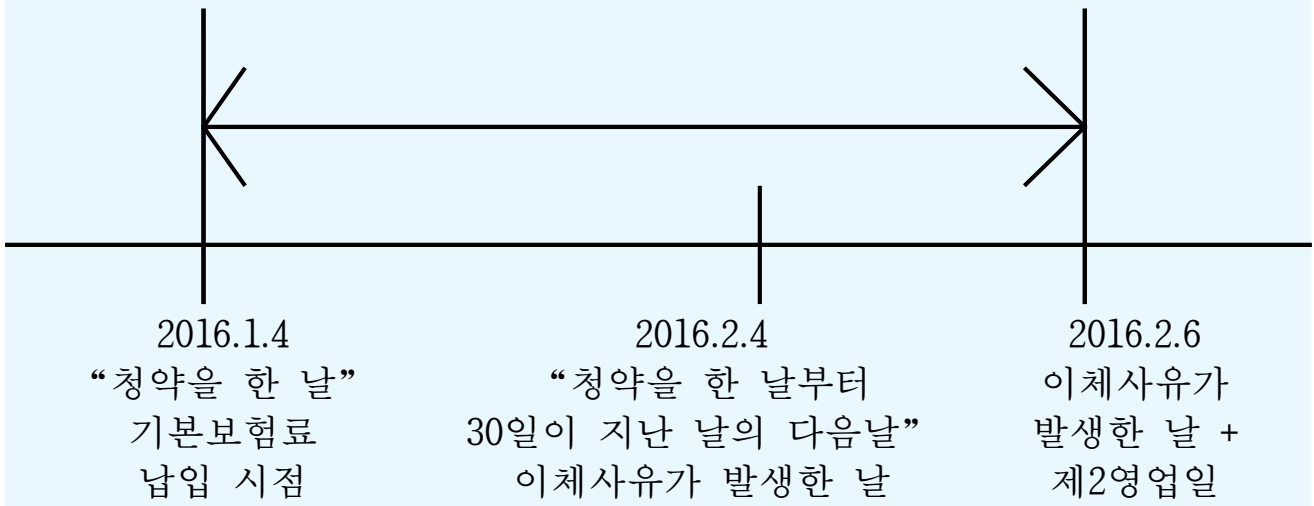 2016.1.4
“청약을 한 날”
기본보험료
납입 시점
2016.2.4
“청약을 한 날부터
30일이 지난 날의 다음날”
이체사유가 발생한 날
2016.2.6
이체사유가
발생한 날 +
제2영업일